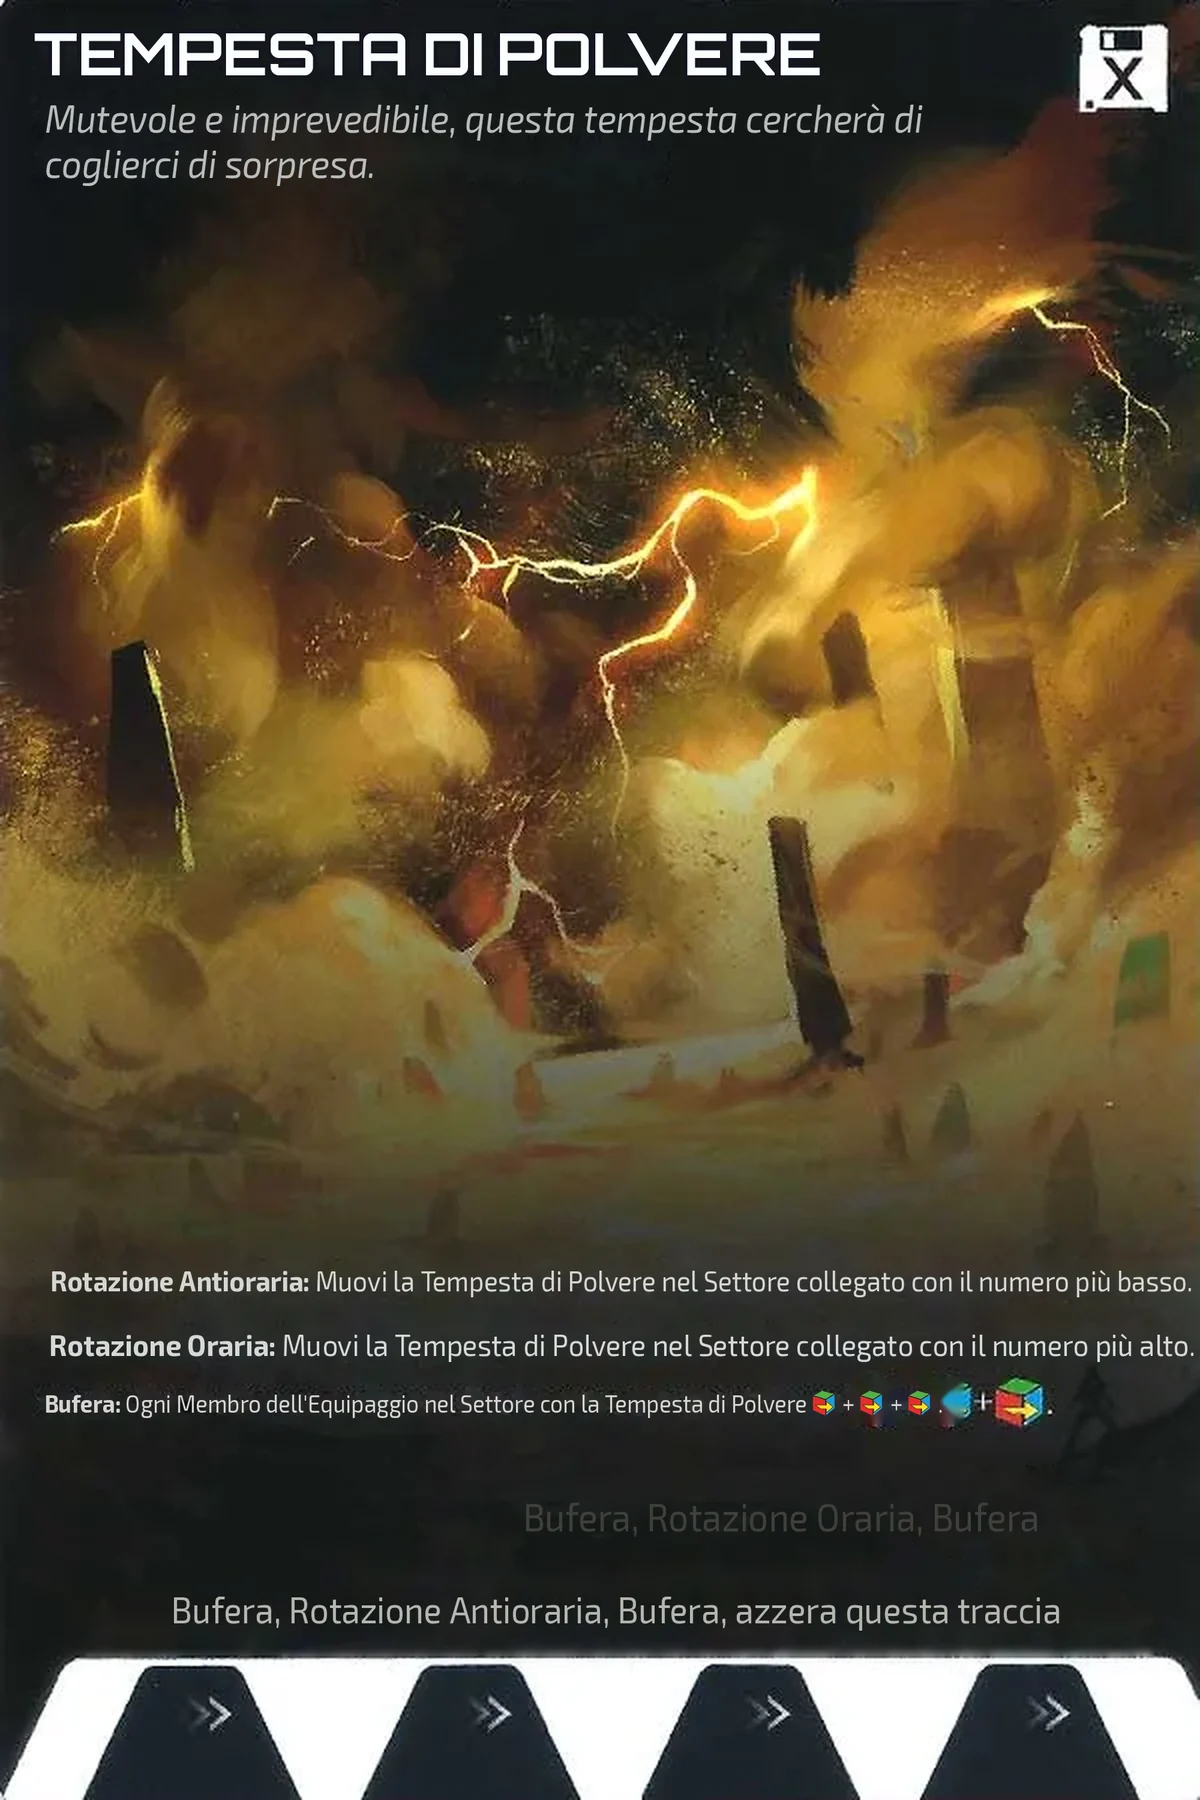 TEMPESTA DI POLVERE
X
Mutevole e imprevedibile, questa tempesta cercherà di
coglierci di sorpresa.
Rotazione Antioraria: Muovi la Tempesta di Polvere nel Settore collegato con il numero più basso.
Rotazione Oraria: Muovi la Tempesta di Polvere nel Settore collegato con il numero più alto.
Bufera: Ogni Membro dell'Equipaggio nel Settore con la Tempesta di Polvere + + . + .
Bufera, Rotazione Oraria, Bufera
Bufera, Rotazione Antioraria, Bufera, azzera questa traccia